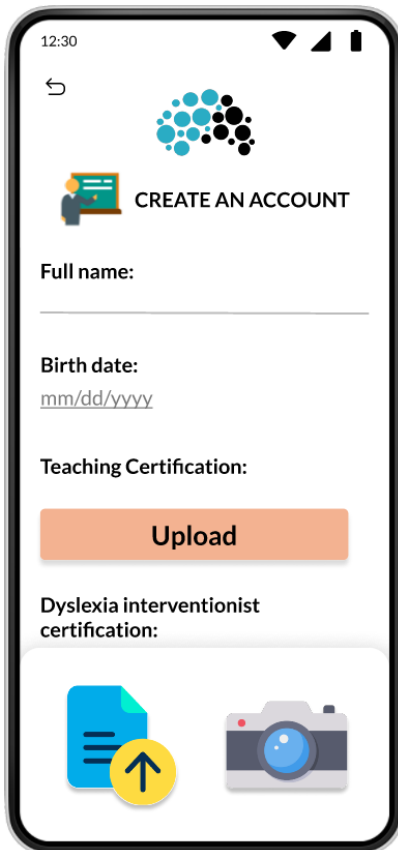 12:30
CREATE AN ACCOUNT
Full name:
Birth date:
mm/dd/yyyy
Teaching Certification:
Upload
Dyslexia interventionist
certification: